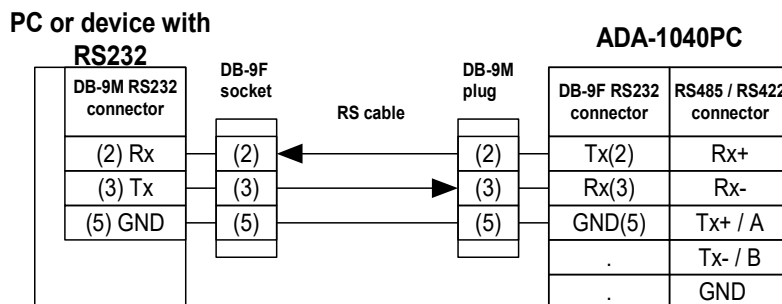 PC or device with
RS232
ADA-1040PC
DB-9M RS232
connector
DB-9F
socket
RS cable
DB-9M
plug
DB-9F RS232
connector
RS485 / RS422
connector
(2) Rx
(2)
(2)
Tx(2)
Rx+
(3) Tx
(3)
(3)
Rx(3)
Rx-
(5) GND
(5)
(5)
GND(5)
Tx+ / A
.
Tx- / B
.
GND